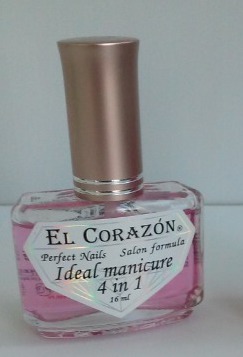 EL CORAZÓN®
Perfect Nails Salon formula
Ideal manicure
4 in 1
16 ml